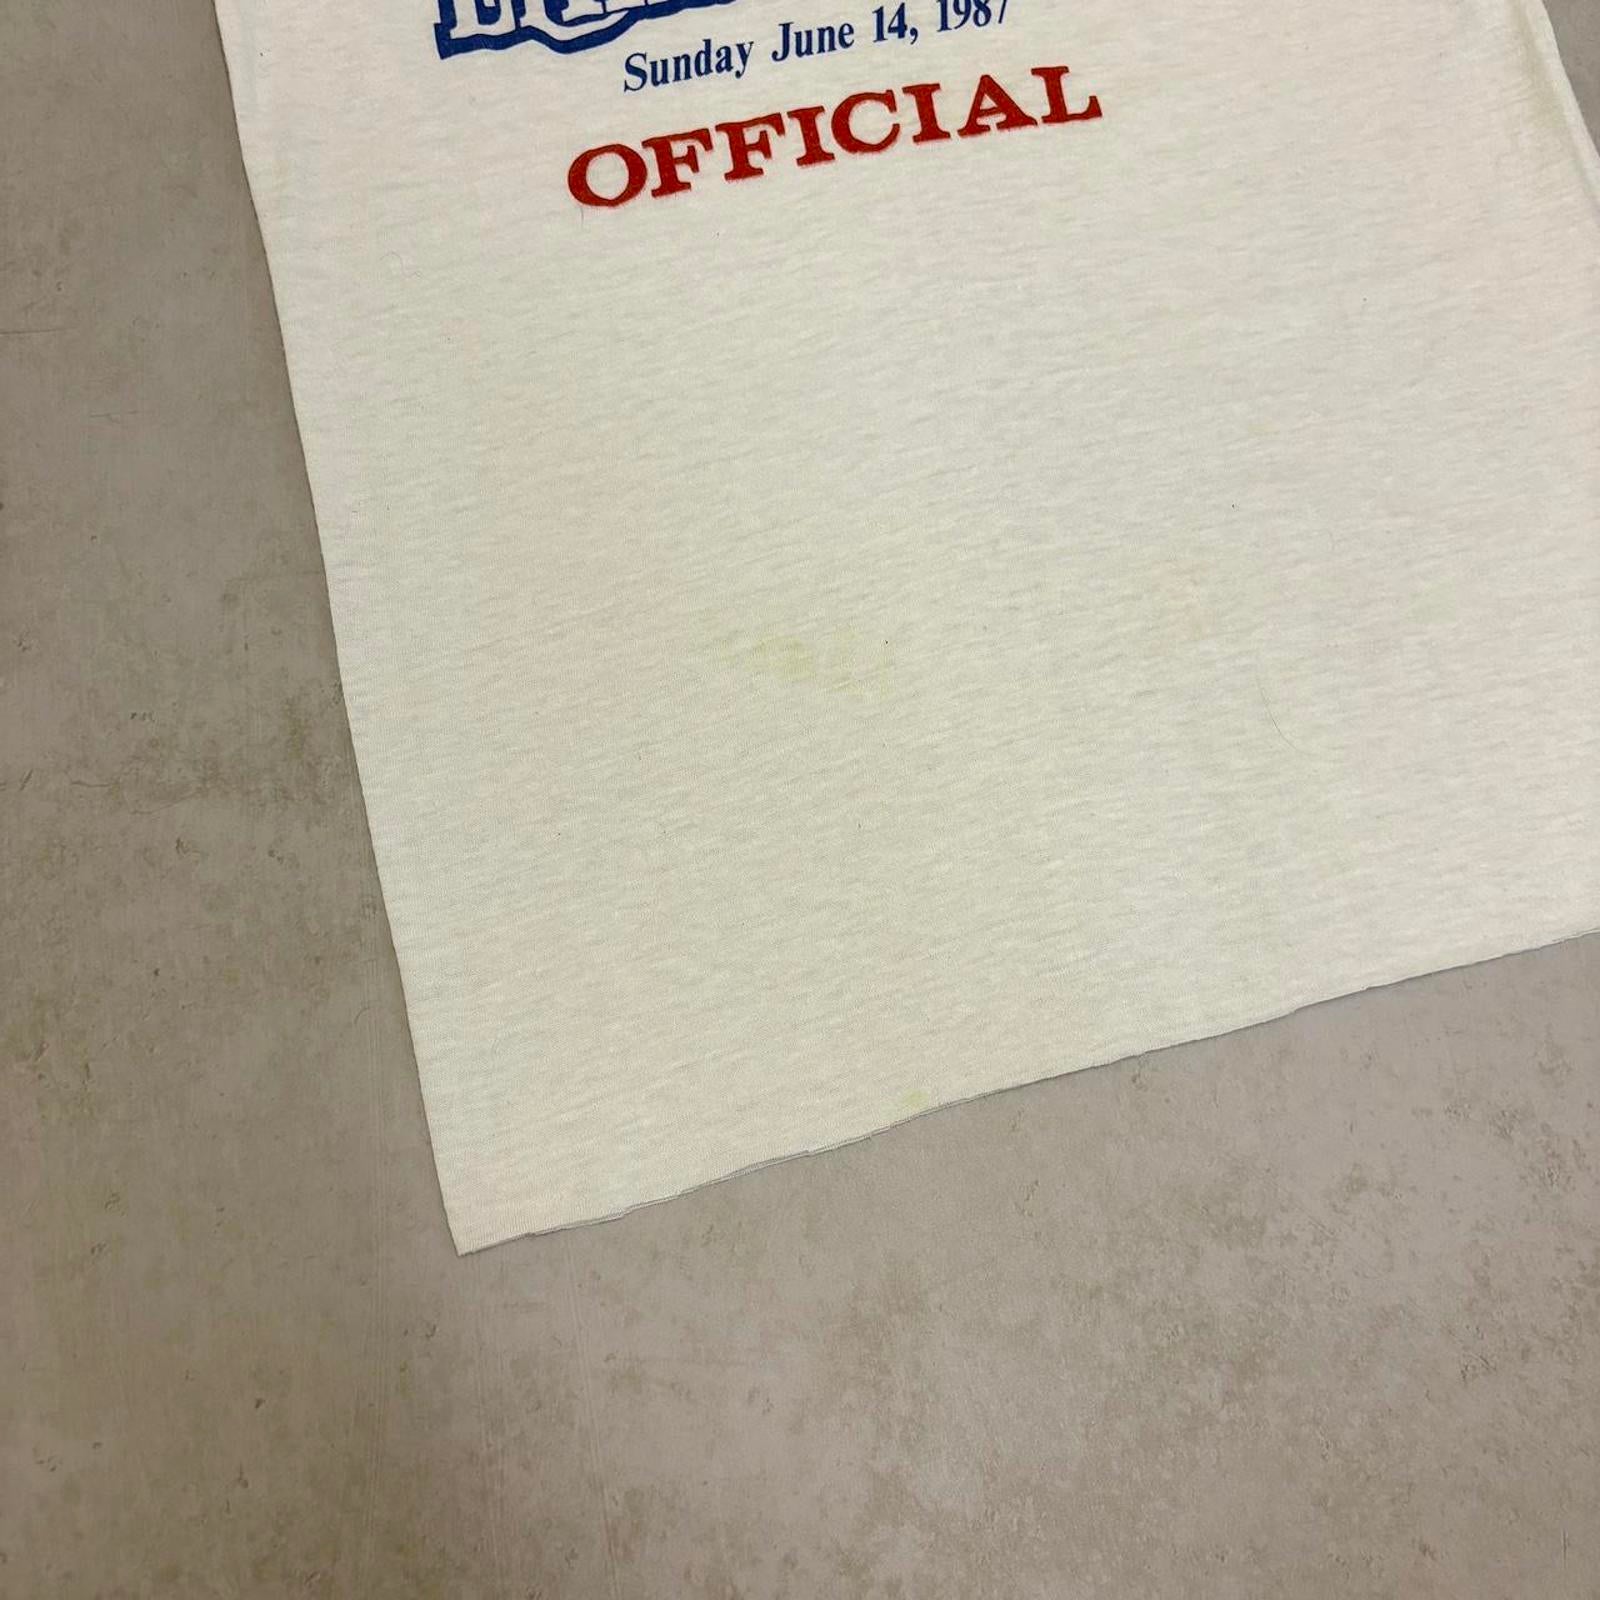 Sunday June 14, 1987
OFFICIAL